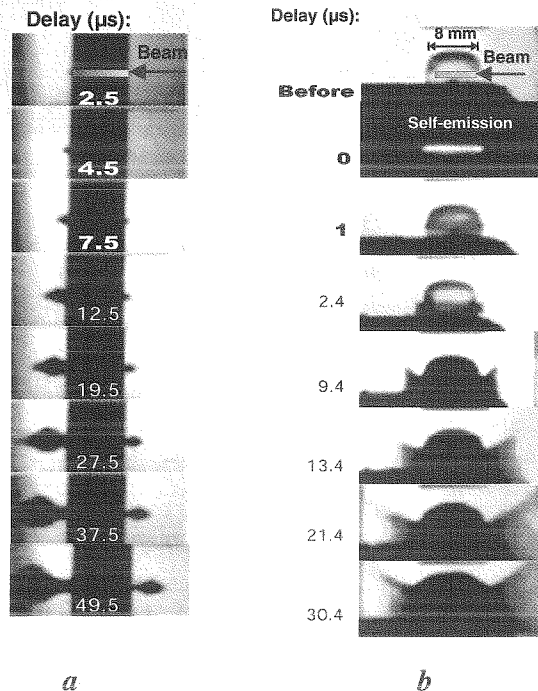 Delay (µs):
Beam
2.5
4.5
7.5
12.5
19.5
27.5
37.5
49.5
a
Delay (µs):
8 mm
Beam
Before
Self-emission
0
1
2.4
9.4
13.4
21.4
30.4
b